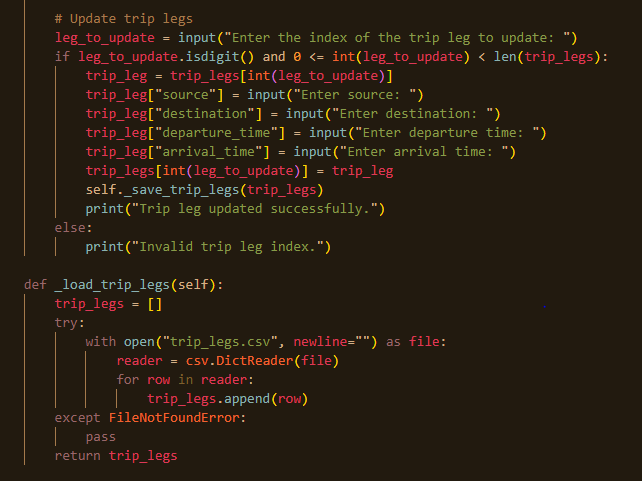 # Update trip legs
leg_to_update = input("Enter the index of the trip leg to update: ")
if leg_to_update.isdigit() and 0 <= int(leg_to_update) < len(trip_legs):
trip_leg = trip_legs[int(leg_to_update)]
trip_leg["source"] = input("Enter source: ")
trip_leg["destination"] = input("Enter destination: ")
trip_leg["departure_time"] = input("Enter departure time: ")
trip_leg["arrival_time"] = input("Enter arrival time: ")
trip_legs[int(leg_to_update)] = trip_leg
self._save_trip_legs(trip_legs)
print("Trip leg updated successfully.")
else:
print("Invalid trip leg index.")
def _load_trip_legs(self):
trip_legs = []
try:
with open("trip_legs.csv", newline="") as file:
reader = csv.DictReader(file)
for row in reader:
trip_legs.append(row)
except FileNotFoundError:
pass
return trip_legs